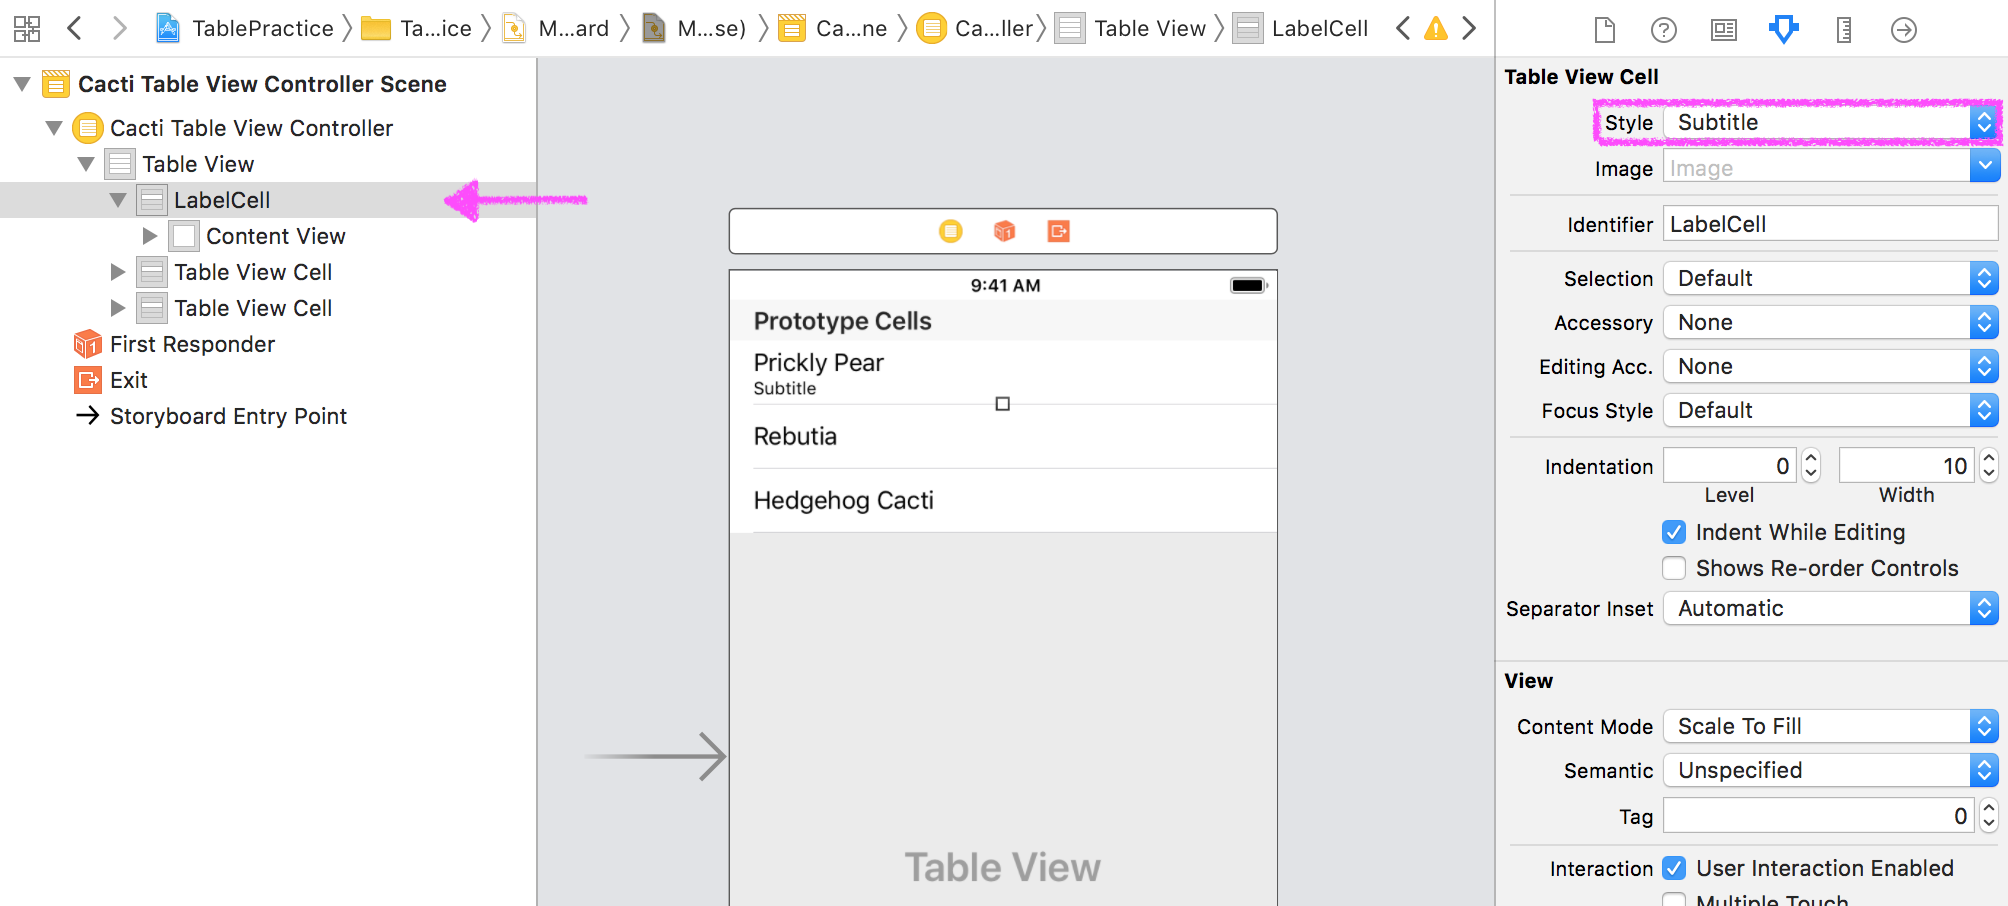 TablePractice Ta...ice M...ard M...se) Ca...ne Ca...ller Table View LabelCell
Cacti Table View Controller Scene
Cacti Table View Controller
Table View
LabelCell
Content View
Table View Cell
Table View Cell
First Responder
Exit
Storyboard Entry Point
9:41 AM
Prototype Cells
Prickly Pear
Subtitle
Rebutia
Hedgehog Cacti
Table View
Table View Cell
Style Subtitle
Image Image
Identifier LabelCell
Selection Default
Accessory None
Editing Acc. None
Focus Style Default
Indentation 0 10
Level Width
Indent While Editing
Shows Re-order Controls
Separator Inset Automatic
View
Content Mode Scale To Fill
Semantic Unspecified
Tag 0
Interaction User Interaction Enabled
Multiple Touch